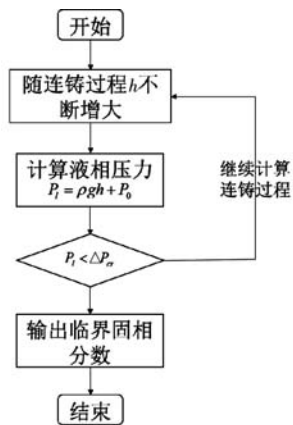 开始
随连铸过程h不
断增大
计算液相压力
P_l = ρgh + P_0
P_l < △P_cr
继续计算
连铸过程
输出临界固相
分数
结束